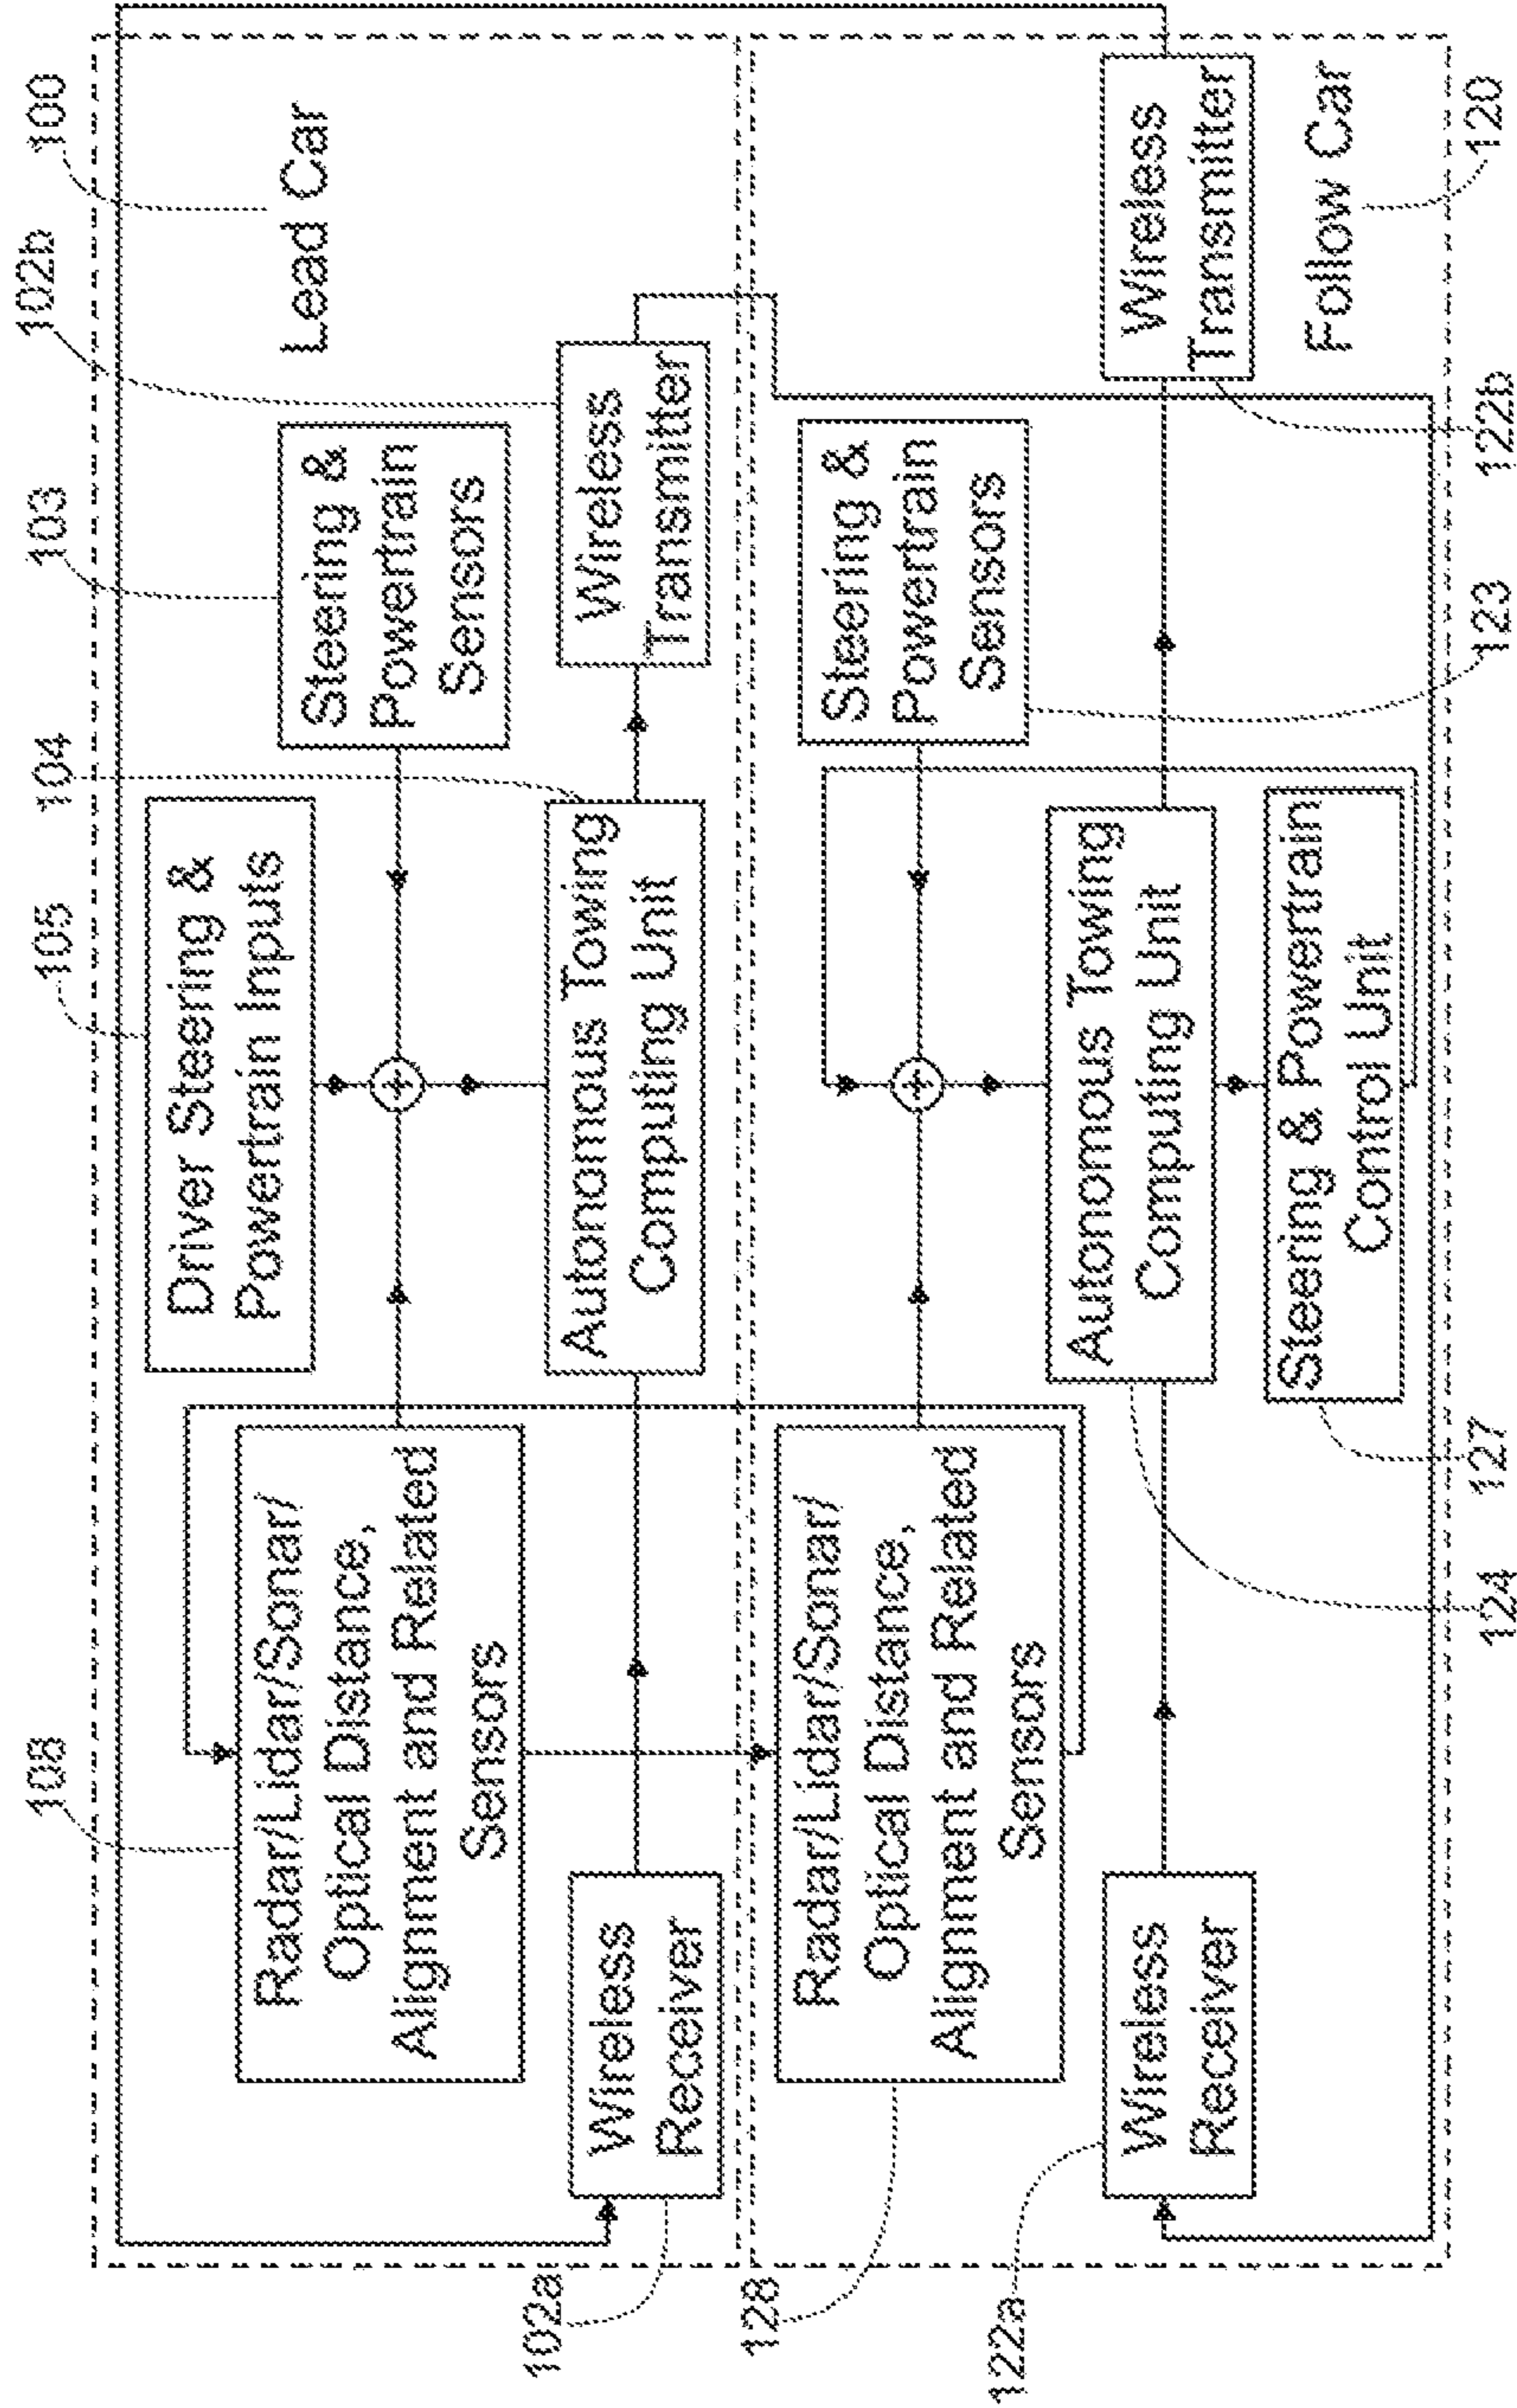 108
105
104
103
102b
100
Driver Steering &
Powertrain Inputs
Radar/Lidar/Sonar/
Optical Distance,
Alignment and Related
Sensors
Steering &
Powertrain
Sensors
Lead Car
+
Wireless
Receiver
Autonomous Towing
Computing Unit
Wireless
Transmitter
102a
128
Radar/Lidar/Sonar/
Optical Distance,
Alignment and Related
Sensors
Steering &
Powertrain
Sensors
+
122a
Wireless
Receiver
Autonomous Towing
Computing Unit
Wireless
Transmitter
Steering & Powertrain
Control Unit
Follow Car
124
127
123
122b
120